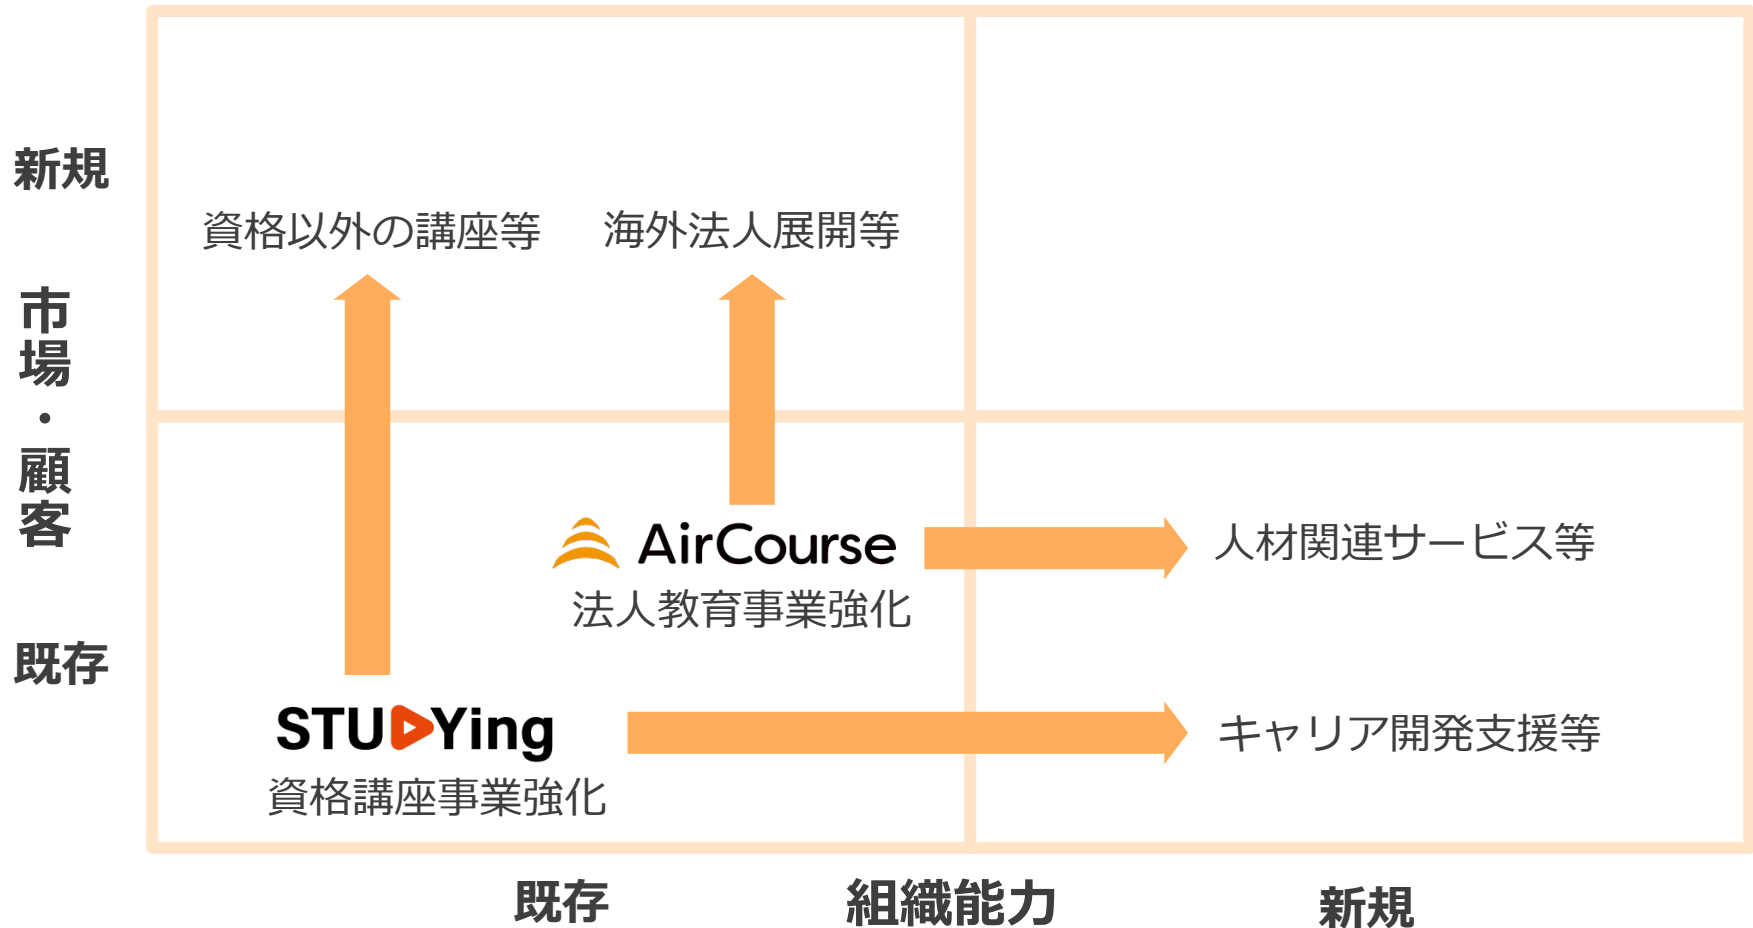 新規
資格以外の講座等
海外法人展開等
市場・顧客
AirCourse
法人教育事業強化
人材関連サービス等
既存
STUDYing
資格講座事業強化
キャリア開発支援等
既存
組織能力
新規